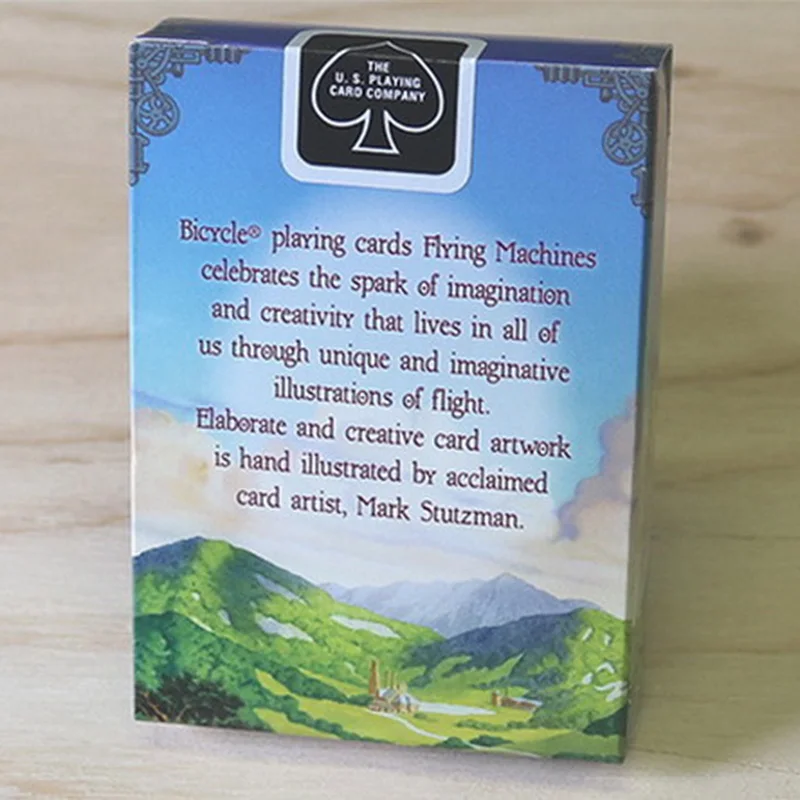 THE
U. S. PLAYING
CARD COMPANY
Bicycle® playing cards Flying Machines
celebrates the spark of imagination
and creativity that lives in all of
us through unique and imaginative
illustrations of flight.
Elaborate and creative card artwork
is hand illustrated by acclaimed
card artist, Mark Stutzman.